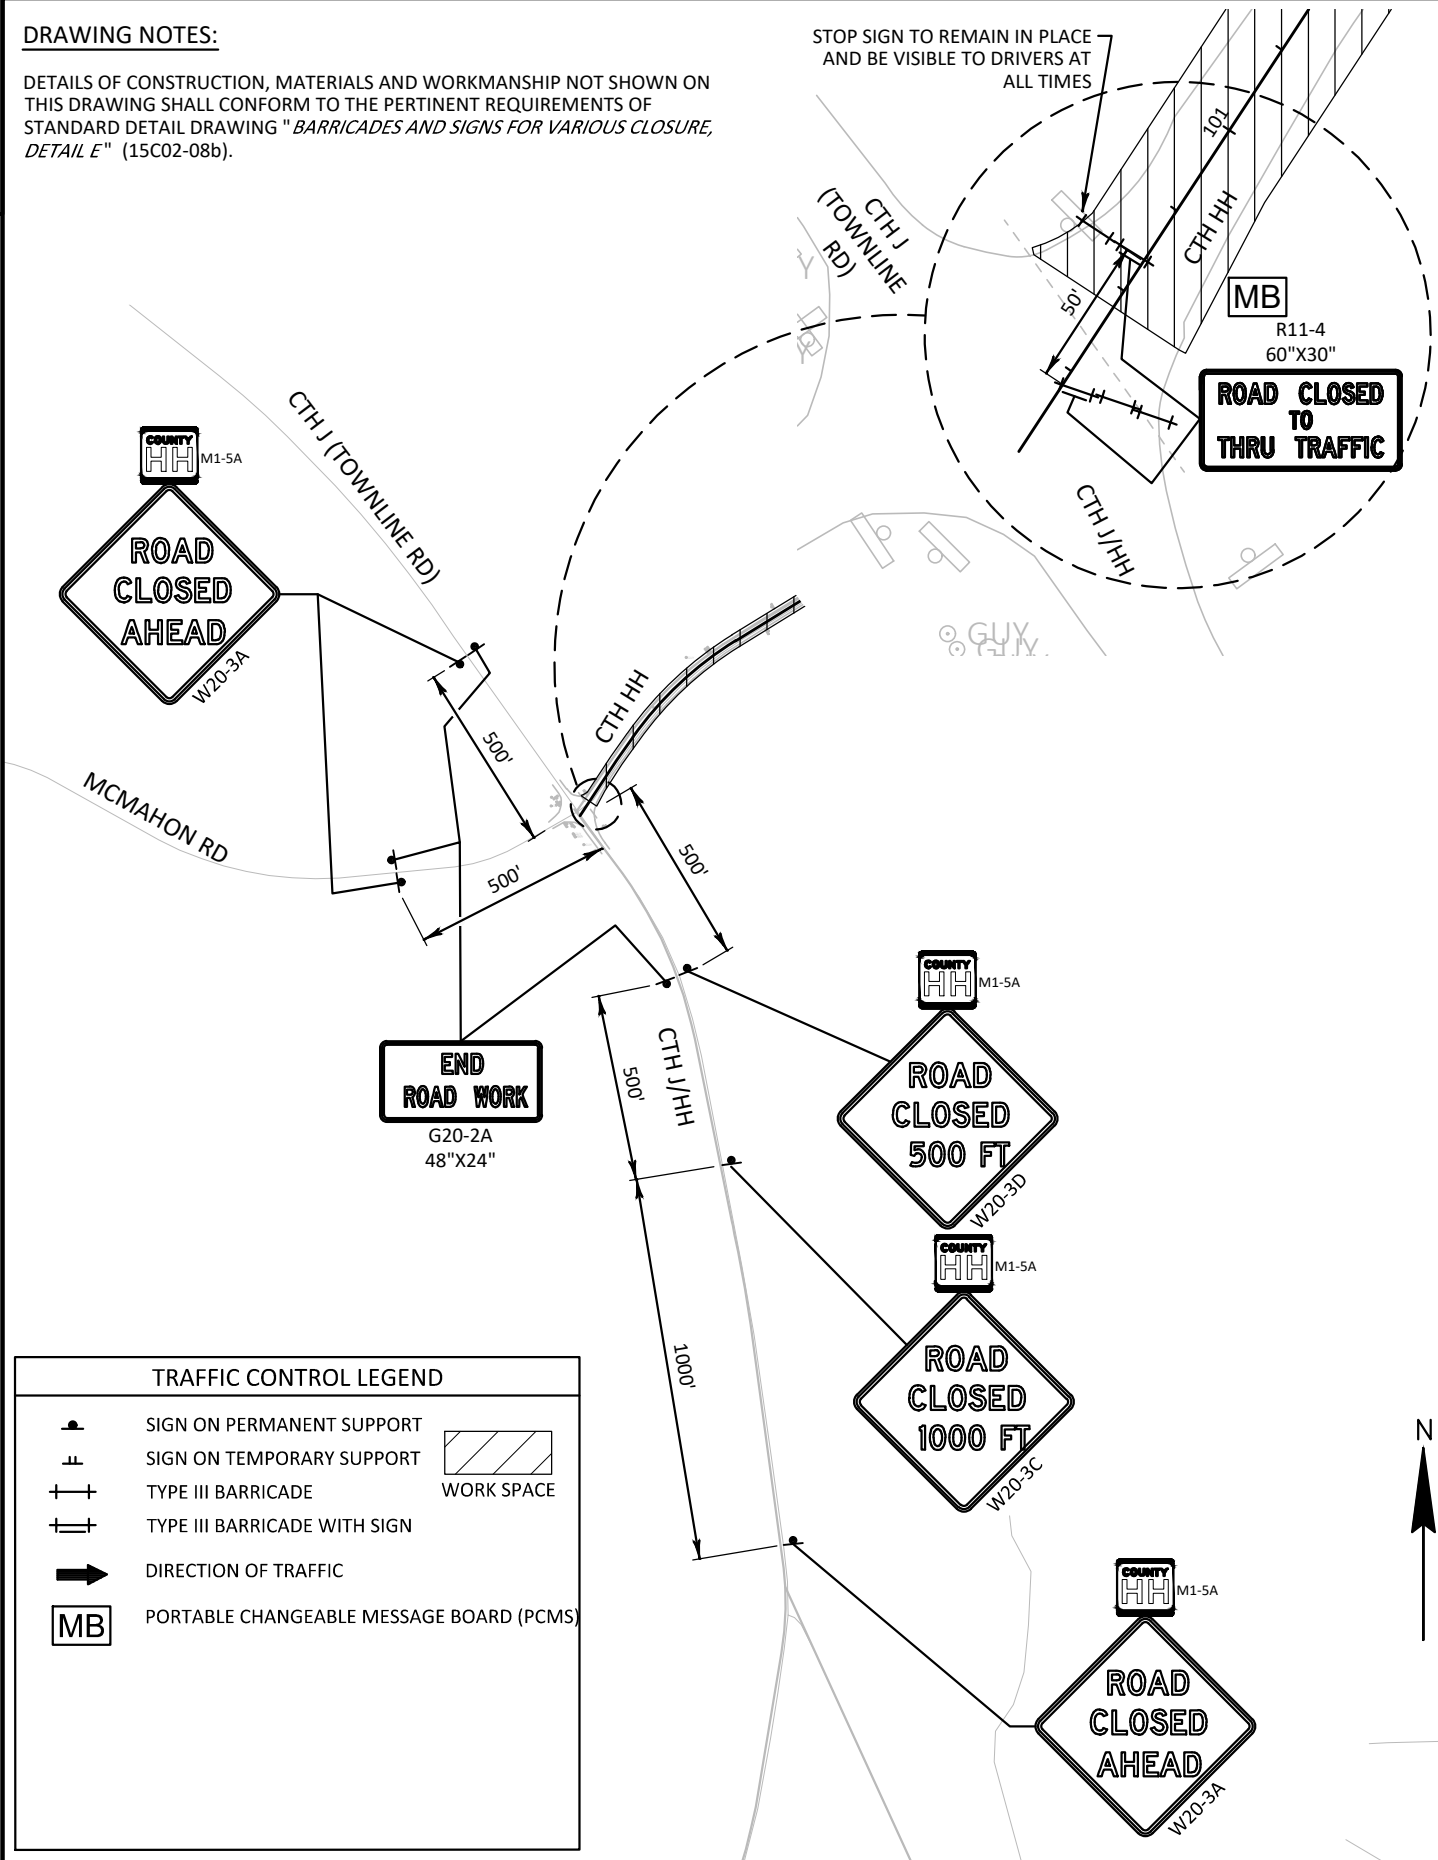 DRAWING NOTES:
DETAILS OF CONSTRUCTION, MATERIALS AND WORKMANSHIP NOT SHOWN ON
THIS DRAWING SHALL CONFORM TO THE PERTINENT REQUIREMENTS OF
STANDARD DETAIL DRAWING "BARRICADES AND SIGNS FOR VARIOUS CLOSURE,
DETAIL E" (15C02-08b).
STOP SIGN TO REMAIN IN PLACE
AND BE VISIBLE TO DRIVERS AT
ALL TIMES
101
CTH HH
CTH J
(TOWNLINE
RD)
Y
Y
50'
MB
R11-4
60"X30"
ROAD CLOSED
TO
THRU TRAFFIC
CTH J/HH
GUY
GUY
CTH J (TOWNLINE RD)
COUNTY
HH
M1-5A
ROAD
CLOSED
AHEAD
W20-3A
CTH HH
500'
MCMAHON RD
500'
500'
END
ROAD WORK
G20-2A
48"X24"
CTH J/HH
500'
COUNTY
HH
M1-5A
ROAD
CLOSED
500 FT
W20-3D
COUNTY
HH
M1-5A
ROAD
CLOSED
1000 FT
W20-3C
1000'
COUNTY
HH
M1-5A
ROAD
CLOSED
AHEAD
W20-3A
N
TRAFFIC CONTROL LEGEND
SIGN ON PERMANENT SUPPORT
SIGN ON TEMPORARY SUPPORT
TYPE III BARRICADE
TYPE III BARRICADE WITH SIGN
DIRECTION OF TRAFFIC
MB
PORTABLE CHANGEABLE MESSAGE BOARD (PCMS)
WORK SPACE